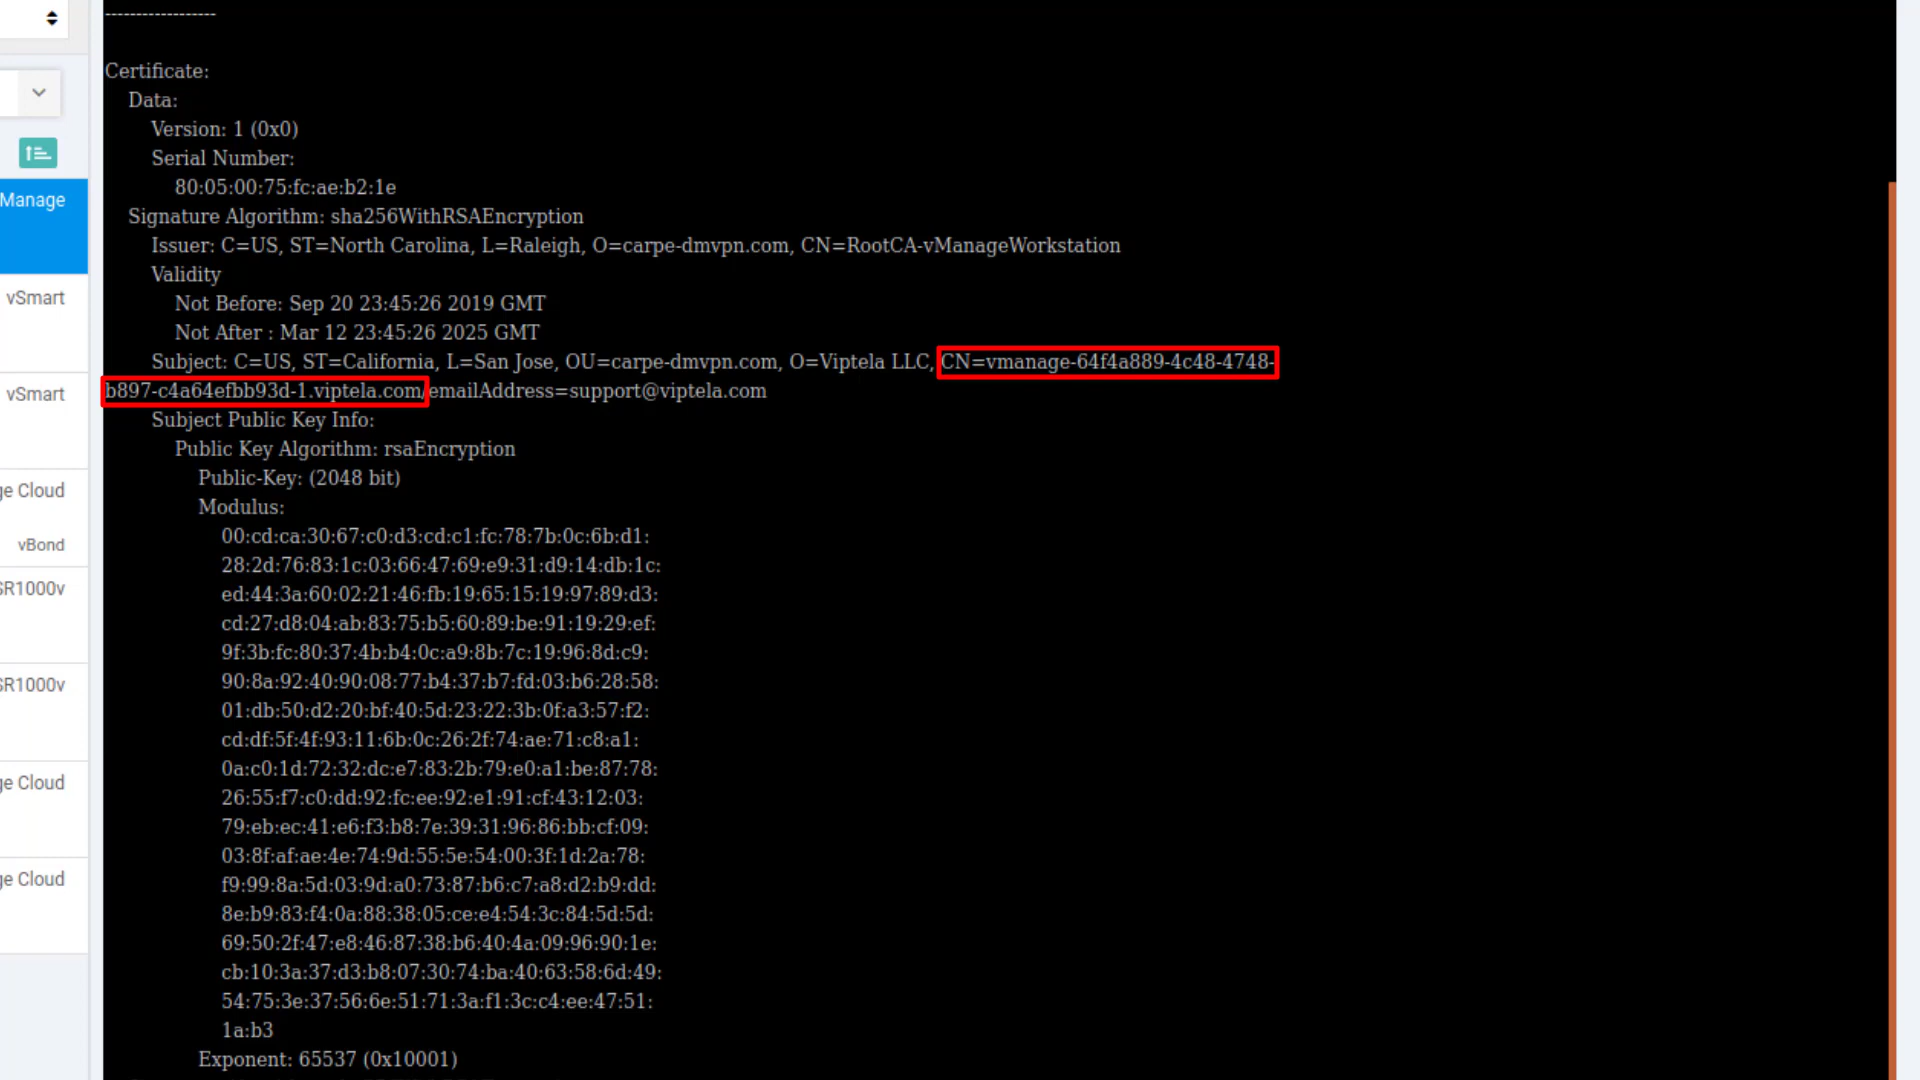 ------------------
Certificate:
Data:
Version: 1 (0x0)
Serial Number:
80:05:00:75:fc:ae:b2:1e
Signature Algorithm: sha256WithRSAEncryption
Issuer: C=US, ST=North Carolina, L=Raleigh, O=carpe-dmvpn.com, CN=RootCA-vManageWorkstation
Validity
Not Before: Sep 20 23:45:26 2019 GMT
Not After : Mar 12 23:45:26 2025 GMT
Subject: C=US, ST=California, L=San Jose, OU=carpe-dmvpn.com, O=Viptela LLC, CN=vmanage-64f4a889-4c48-4748-
b897-c4a64efbb93d-1.viptela.com/emailAddress=support@viptela.com
Subject Public Key Info:
Public Key Algorithm: rsaEncryption
Public-Key: (2048 bit)
Modulus:
00:cd:ca:30:67:c0:d3:cd:c1:fc:78:7b:0c:6b:d1:
28:2d:76:83:1c:03:66:47:69:e9:31:d9:14:db:1c:
ed:44:3a:60:02:21:46:fb:19:65:15:19:97:89:d3:
cd:27:d8:04:ab:83:75:b5:60:89:be:91:19:29:ef:
9f:3b:fc:80:37:4b:b4:0c:a9:8b:7c:19:96:8d:c9:
90:8a:92:40:90:08:77:b4:37:b7:fd:03:b6:28:58:
01:db:50:d2:20:bf:40:5d:23:22:3b:0f:a3:57:f2:
cd:df:5f:4f:93:11:6b:0c:26:2f:74:ae:71:c8:a1:
0a:c0:1d:72:32:dc:e7:83:2b:79:e0:a1:be:87:78:
26:55:f7:c0:dd:92:fc:ee:92:e1:91:cf:43:12:03:
79:eb:ec:41:e6:f3:b8:7e:39:31:96:86:bb:cf:09:
03:8f:af:ae:4e:74:9d:55:5e:54:00:3f:1d:2a:78:
f9:99:8a:5d:03:9d:a0:73:87:b6:c7:a8:d2:b9:dd:
8e:b9:83:f4:0a:88:38:05:ce:e4:54:3c:84:5d:5d:
69:50:2f:47:e8:46:87:38:b6:40:4a:09:96:90:1e:
cb:10:3a:37:d3:b8:07:30:74:ba:40:63:58:6d:49:
54:75:3e:37:56:6e:51:71:3a:f1:3c:c4:ee:47:51:
1a:b3
Exponent: 65537 (0x10001)
Manage
vSmart
vSmart
ge Cloud
vBond
SR1000v
SR1000v
ge Cloud
ge Cloud